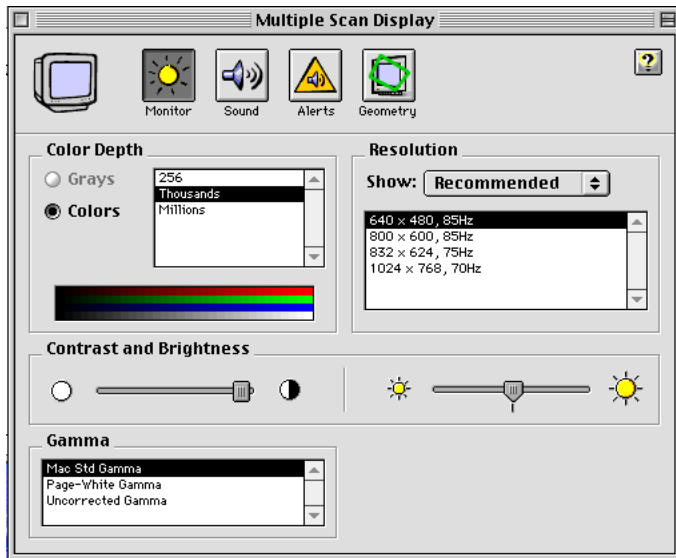 Multiple Scan Display
Monitor
Sound
Alerts
Geometry
?
Color Depth
Grays
Colors
256
Thousands
Millions
Resolution
Show: Recommended
640 x 480, 85Hz
800 x 600, 85Hz
832 x 624, 75Hz
1024 x 768, 70Hz
Contrast and Brightness
Gamma
Mac Std Gamma
Page-White Gamma
Uncorrected Gamma